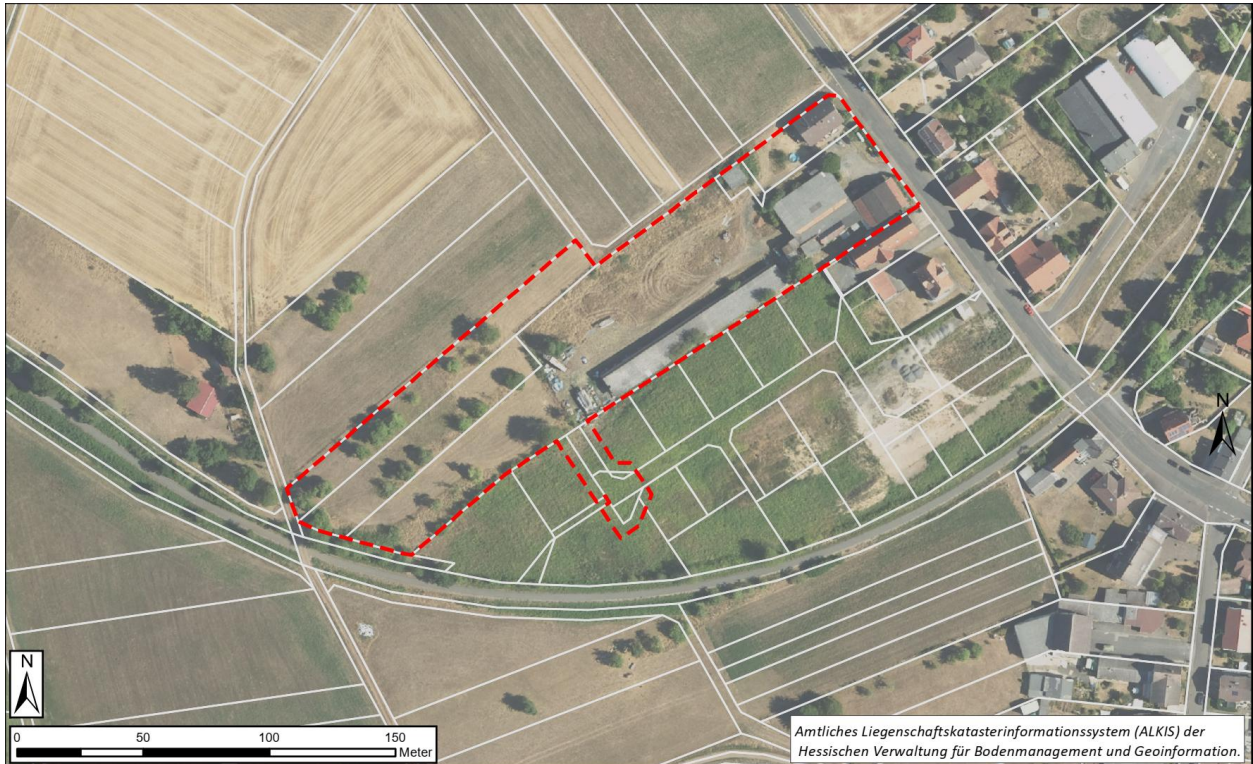 N
N
0 50 100 150
Meter
Amtliches Liegenschaftskatasterinformationssystem (ALKIS) der
Hessischen Verwaltung für Bodenmanagement und Geoinformation.